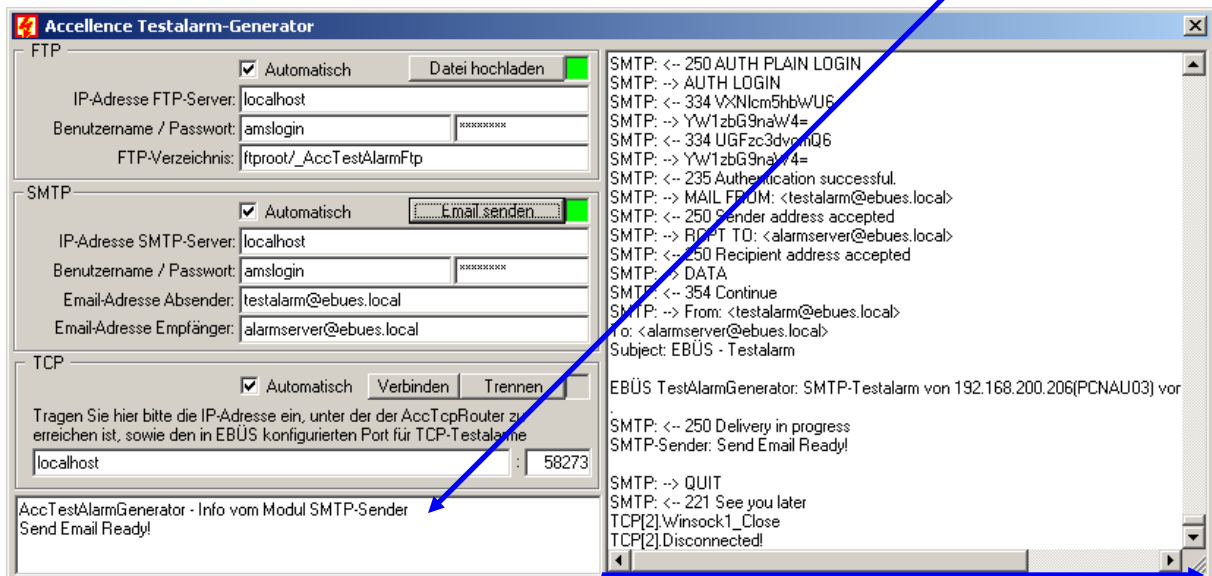 Accellence Testalarm-Generator
FTP
Automatisch Datei hochladen
IP-Adresse FTP-Server: localhost
Benutzername / Passwort: amslogin ********
FTP-Verzeichnis: ftproot/_AccTestAlarmFtp
SMTP
Automatisch Email senden
IP-Adresse SMTP-Server: localhost
Benutzername / Passwort: amslogin ********
Email-Adresse Absender: testalarm@ebues.local
Email-Adresse Empfänger: alarmserver@ebues.local
TCP
Automatisch Verbinden Trennen
Tragen Sie hier bitte die IP-Adresse ein, unter der der AccTcpRouter zu
erreichen ist, sowie den in EBÜS konfigurierten Port für TCP-Testalarme
localhost : 58273
AccTestAlarmGenerator - Info vom Modul SMTP-Sender
Send Email Ready!
SMTP: <-- 250 AUTH PLAIN LOGIN
SMTP: --> AUTH LOGIN
SMTP: <-- 334 VXNlcm5hbWU6
SMTP: --> YW1zbG9naW4=
SMTP: <-- 334 UGFzc3dvcmQ6
SMTP: --> YW1zbG9naW4=
SMTP: <-- 235 Authentication successful.
SMTP: --> MAIL FROM: <testalarm@ebues.local>
SMTP: <-- 250 Sender address accepted
SMTP: --> RCPT TO: <alarmserver@ebues.local>
SMTP: <-- 250 Recipient address accepted
SMTP: --> DATA
SMTP: <-- 354 Continue
SMTP: --> From: <testalarm@ebues.local>
To: <alarmserver@ebues.local>
Subject: EBÜS - Testalarm
EBÜS TestAlarmGenerator: SMTP-Testalarm von 192.168.200.206(PCNAU03) vor
.
SMTP: <-- 250 Delivery in progress
SMTP-Sender: Send Email Ready!
SMTP: --> QUIT
SMTP: <-- 221 See you later
TCP[2].Winsock1_Close
TCP[2].Disconnected!